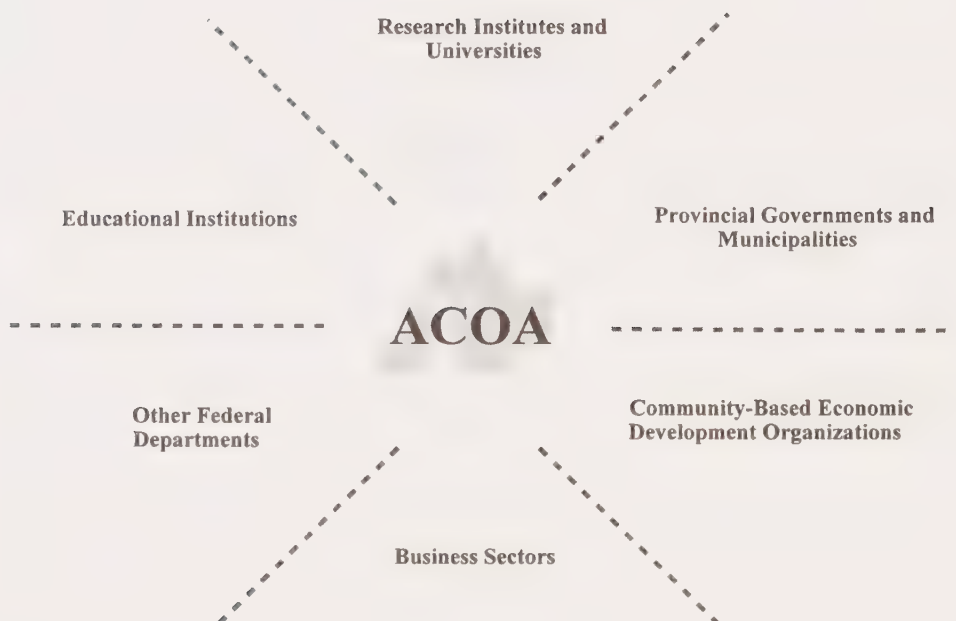 Research Institutes and
Universities
Educational Institutions
Provincial Governments and
Municipalities
ACOA
Other Federal
Departments
Community-Based Economic
Development Organizations
Business Sectors